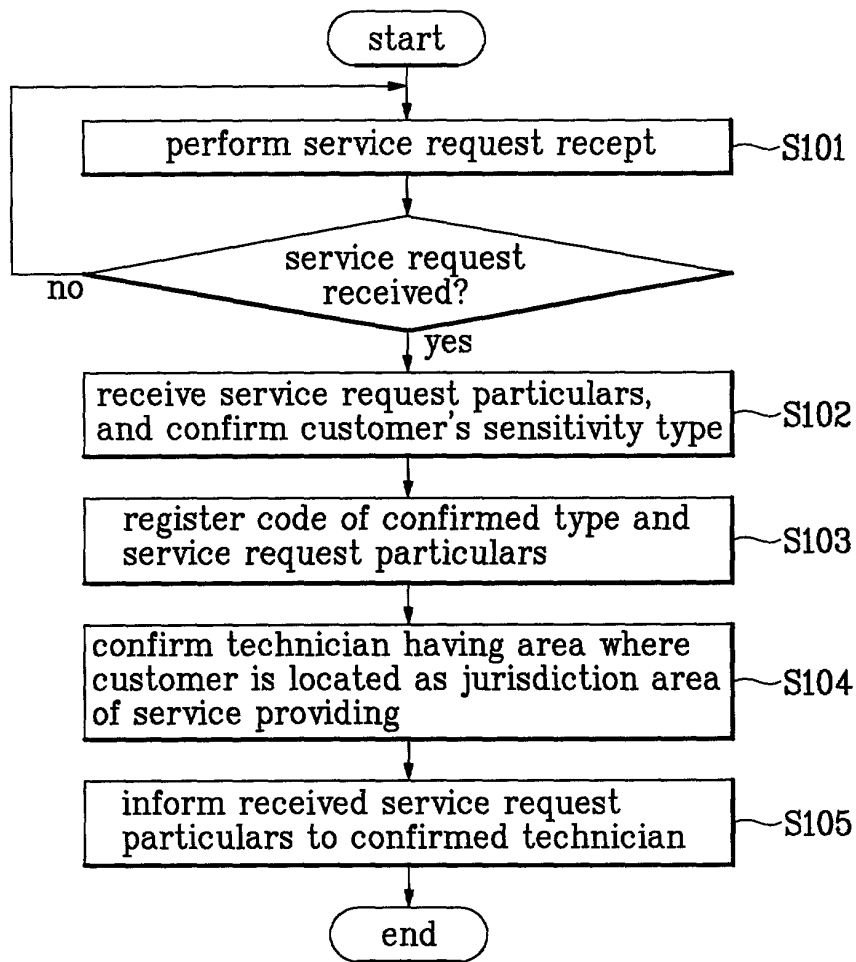 start
perform service request recept
S101
service request
received?
no
yes
receive service request particulars,
and confirm customer's sensitivity type
S102
register code of confirmed type and
service request particulars
S103
confirm technician having area where
customer is located as jurisdiction area
of service providing
S104
inform received service request
particulars to confirmed technician
S105
end